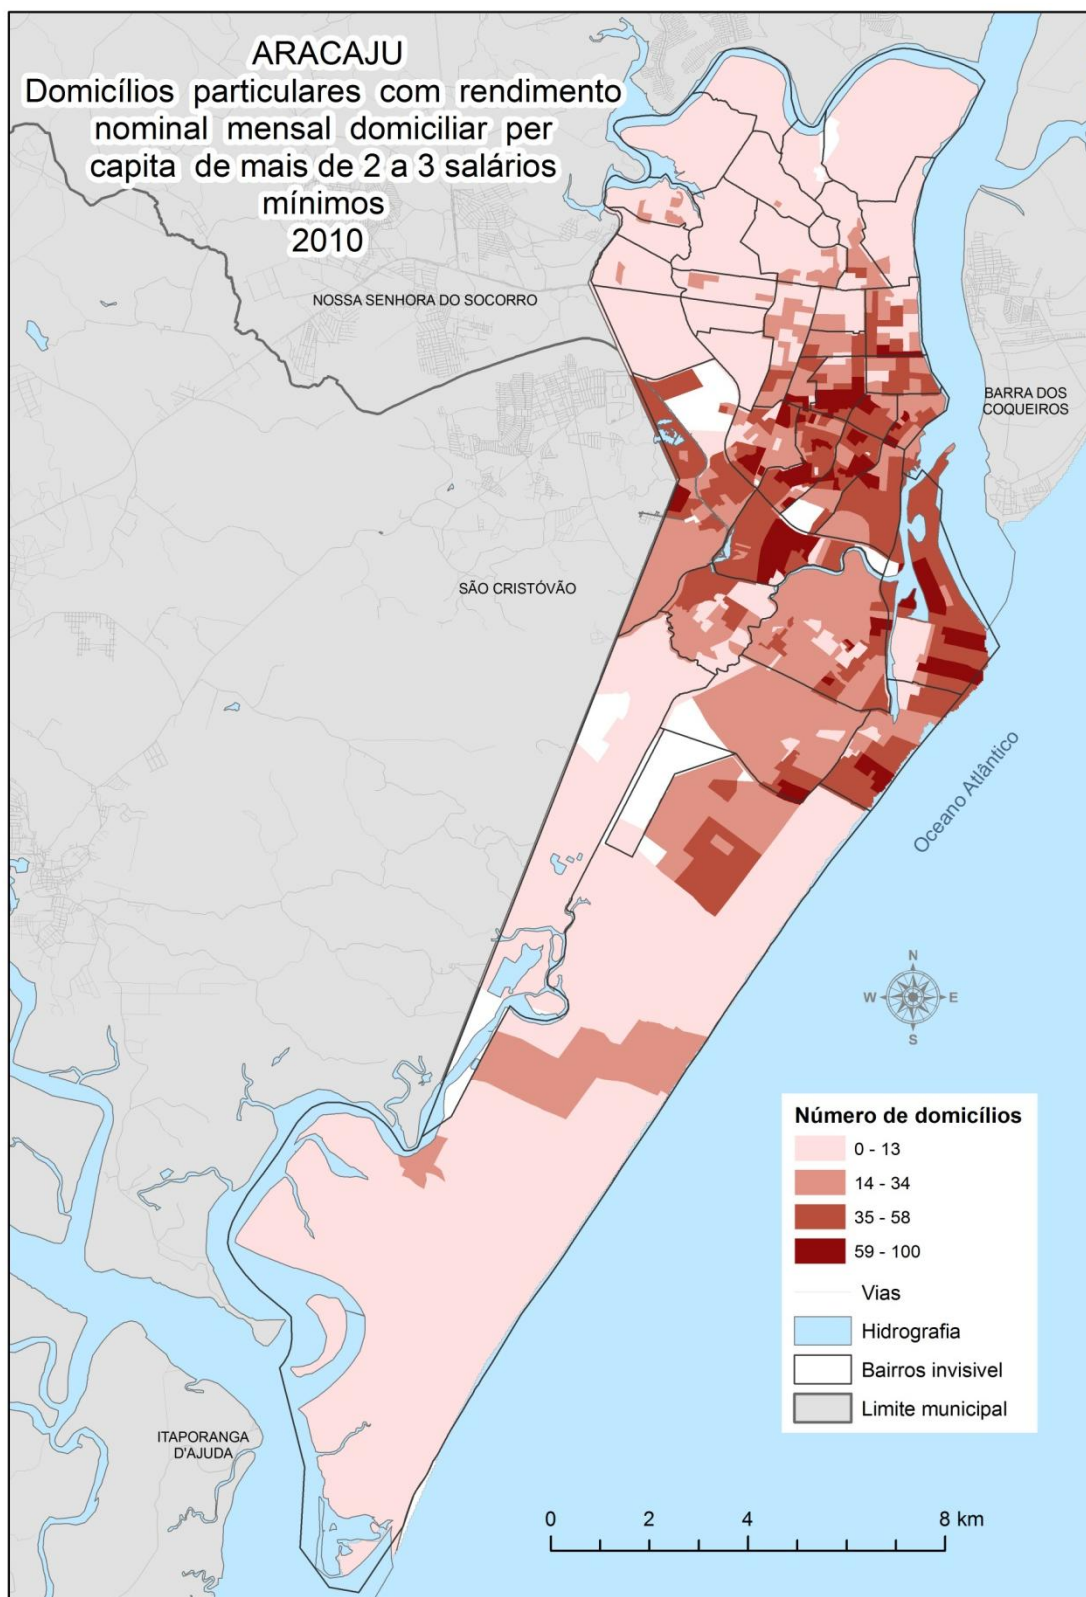 ARACAJU
Domicílios particulares com rendimento
nominal mensal domiciliar per
capita de mais de 2 a 3 salários
mínimos
2010
NOSSA SENHORA DO SOCORRO
BARRA DOS
COQUEIROS
SÃO CRISTÓVÃO
Oceano Atlântico
N
W
E
S
Número de domicílios
0 - 13
14 - 34
35 - 58
59 - 100
Vias
Hidrografia
Bairros invisivel
Limite municipal
ITAPORANGA
D'AJUDA
0 2 4 8 km